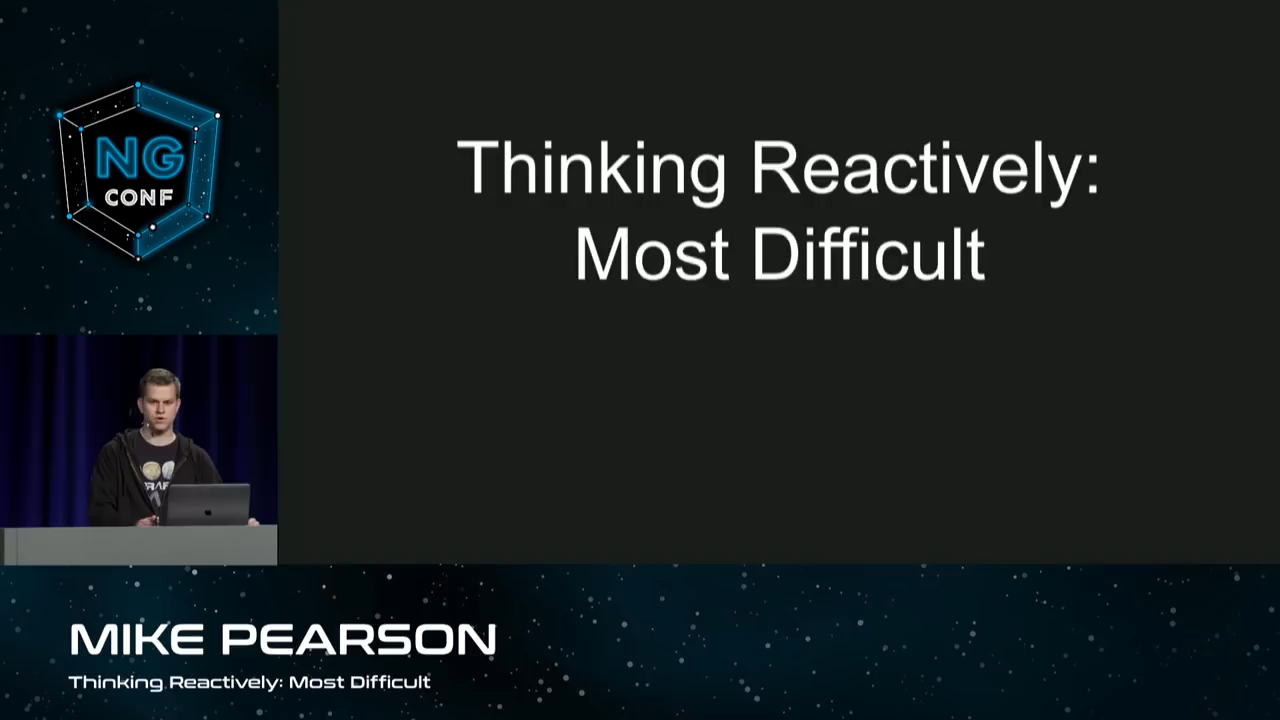 NG
CONF
Thinking Reactively:
Most Difficult
MIKE PEARSON
Thinking Reactively: Most Difficult